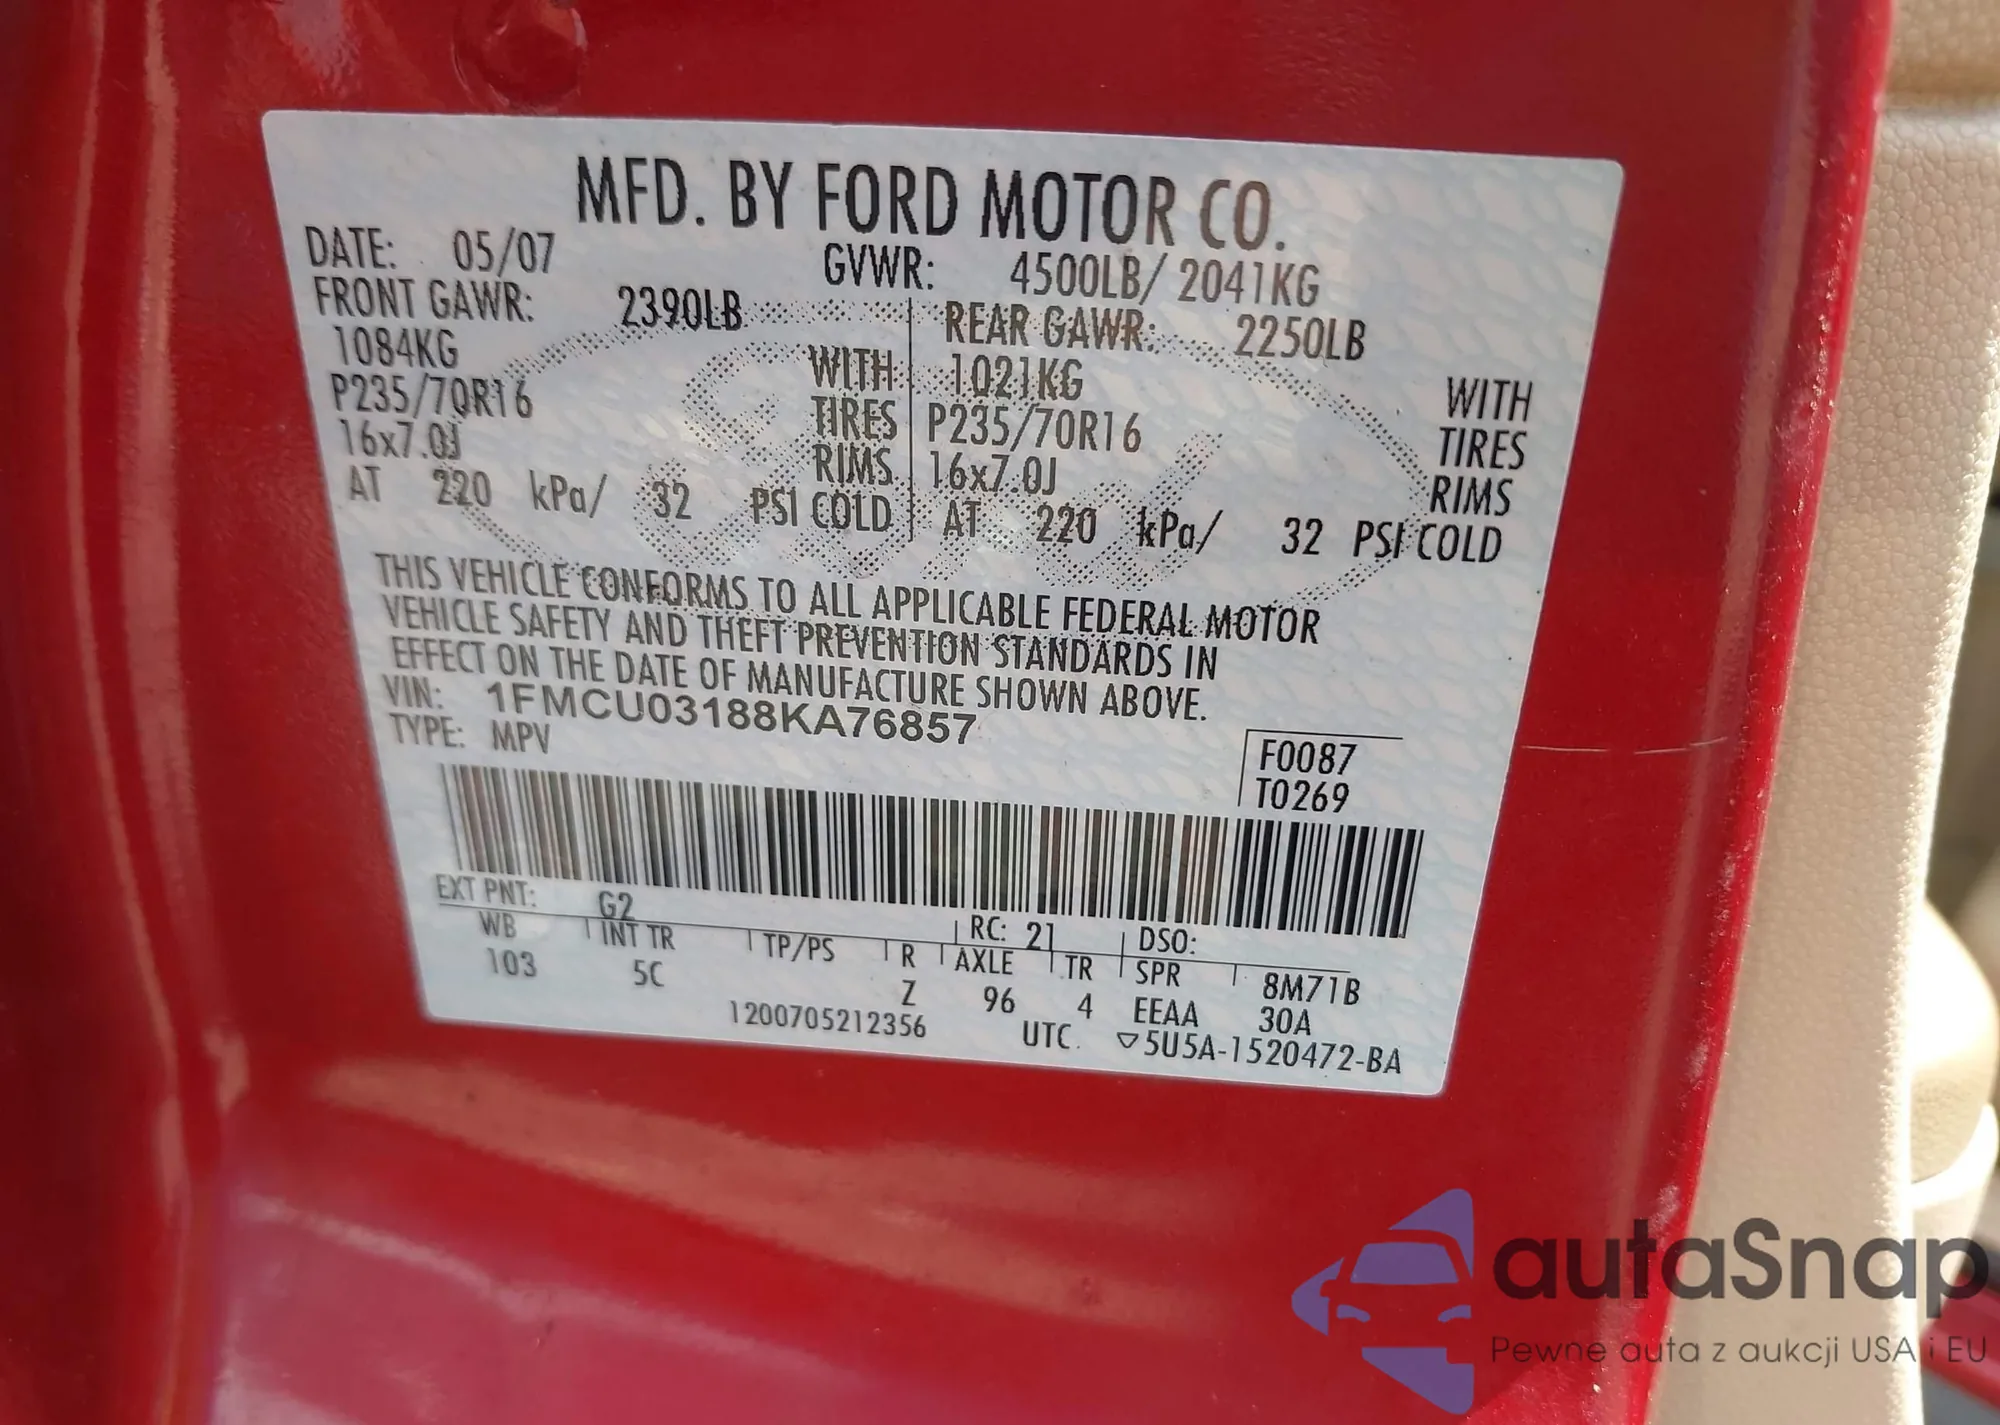 MFD. BY FORD MOTOR CO.
DATE: 05/07 GVWR: 4500LB/ 2041KG
FRONT GAWR: 2390LB REAR GAWR: 2250LB
1084KG WITH 1021KG WITH
P235/70R16 TIRES P235/70R16 TIRES
16x7.0J RIMS 16x7.0J RIMS
AT 220 kPa/ 32 PSI COLD AT 220 kPa/ 32 PSI COLD
THIS VEHICLE CONFORMS TO ALL APPLICABLE FEDERAL MOTOR
VEHICLE SAFETY AND THEFT PREVENTION STANDARDS IN
EFFECT ON THE DATE OF MANUFACTURE SHOWN ABOVE.
VIN: 1FMCU03188KA76857
TYPE: MPV
F0087
T0269
EXT PNT: G2 RC: 21 DSO:
WB INT TR TP/PS R AXLE TR SPR 8M71B
103 5C Z 96 4 EEAA 30A
1200705212356 UTC ▽5U5A-1520472-BA
autaSnap
Pewne auta z aukcji USA i EU